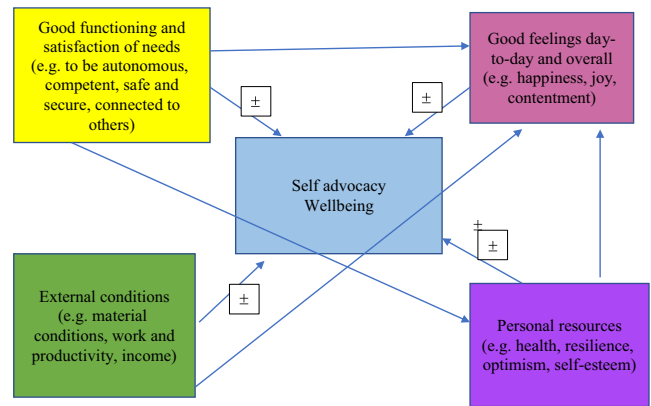 Good functioning and
satisfaction of needs
(e.g. to be autonomous,
competent, safe and
secure, connected to
others)
Good feelings day-
to-day and overall
(e.g. happiness, joy,
contentment)
±
±
Self advocacy
Wellbeing
±
±
±
External conditions
(e.g. material
conditions, work and
productivity, income)
Personal resources
(e.g. health, resilience,
optimism, self-esteem)